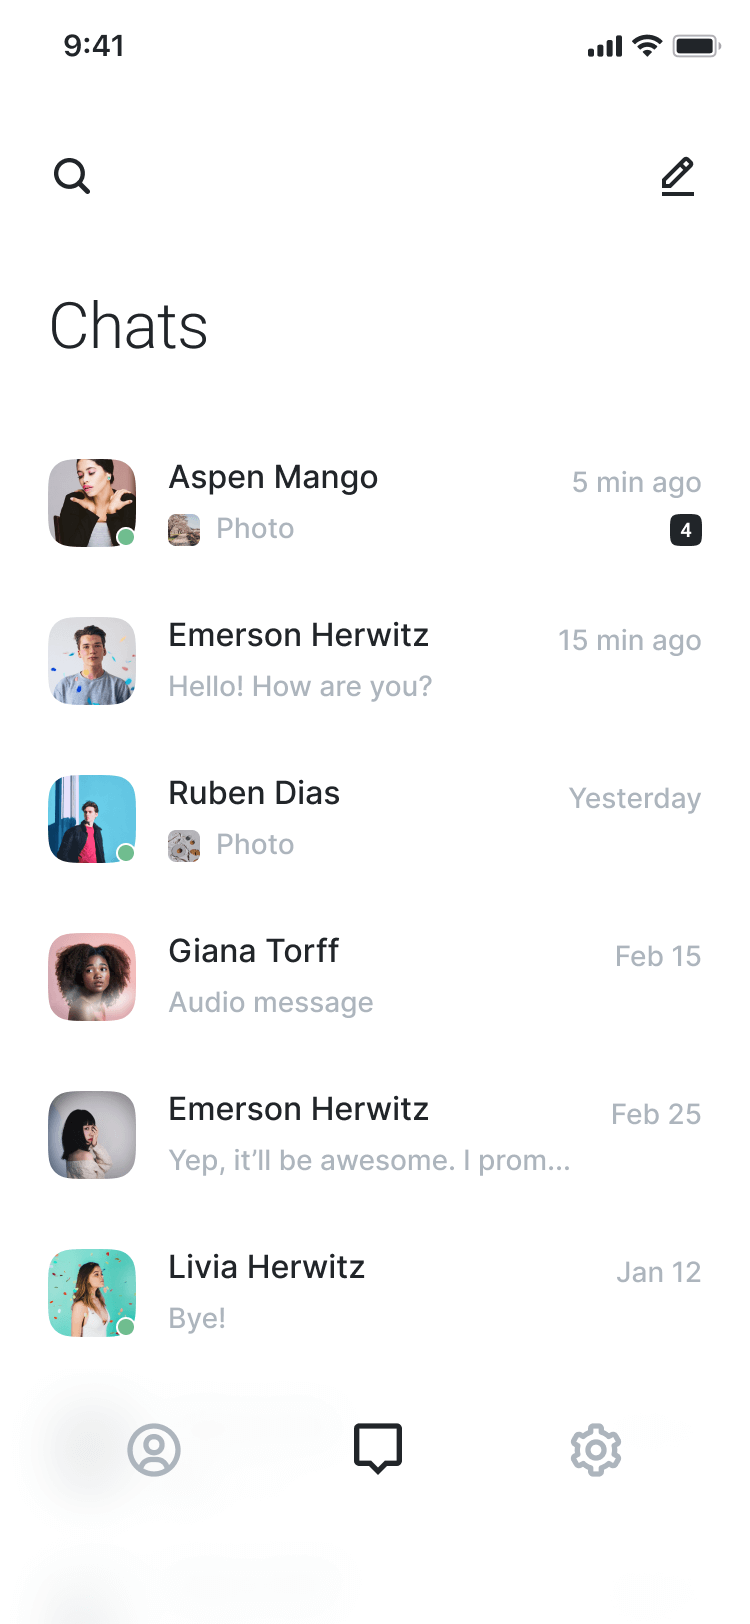 9:41
Chats
Aspen Mango
5 min ago
Photo
4
Emerson Herwitz
15 min ago
Hello! How are you?
Ruben Dias
Yesterday
Photo
Giana Torff
Feb 15
Audio message
Emerson Herwitz
Feb 25
Yep, it’ll be awesome. I prom...
Livia Herwitz
Jan 12
Bye!